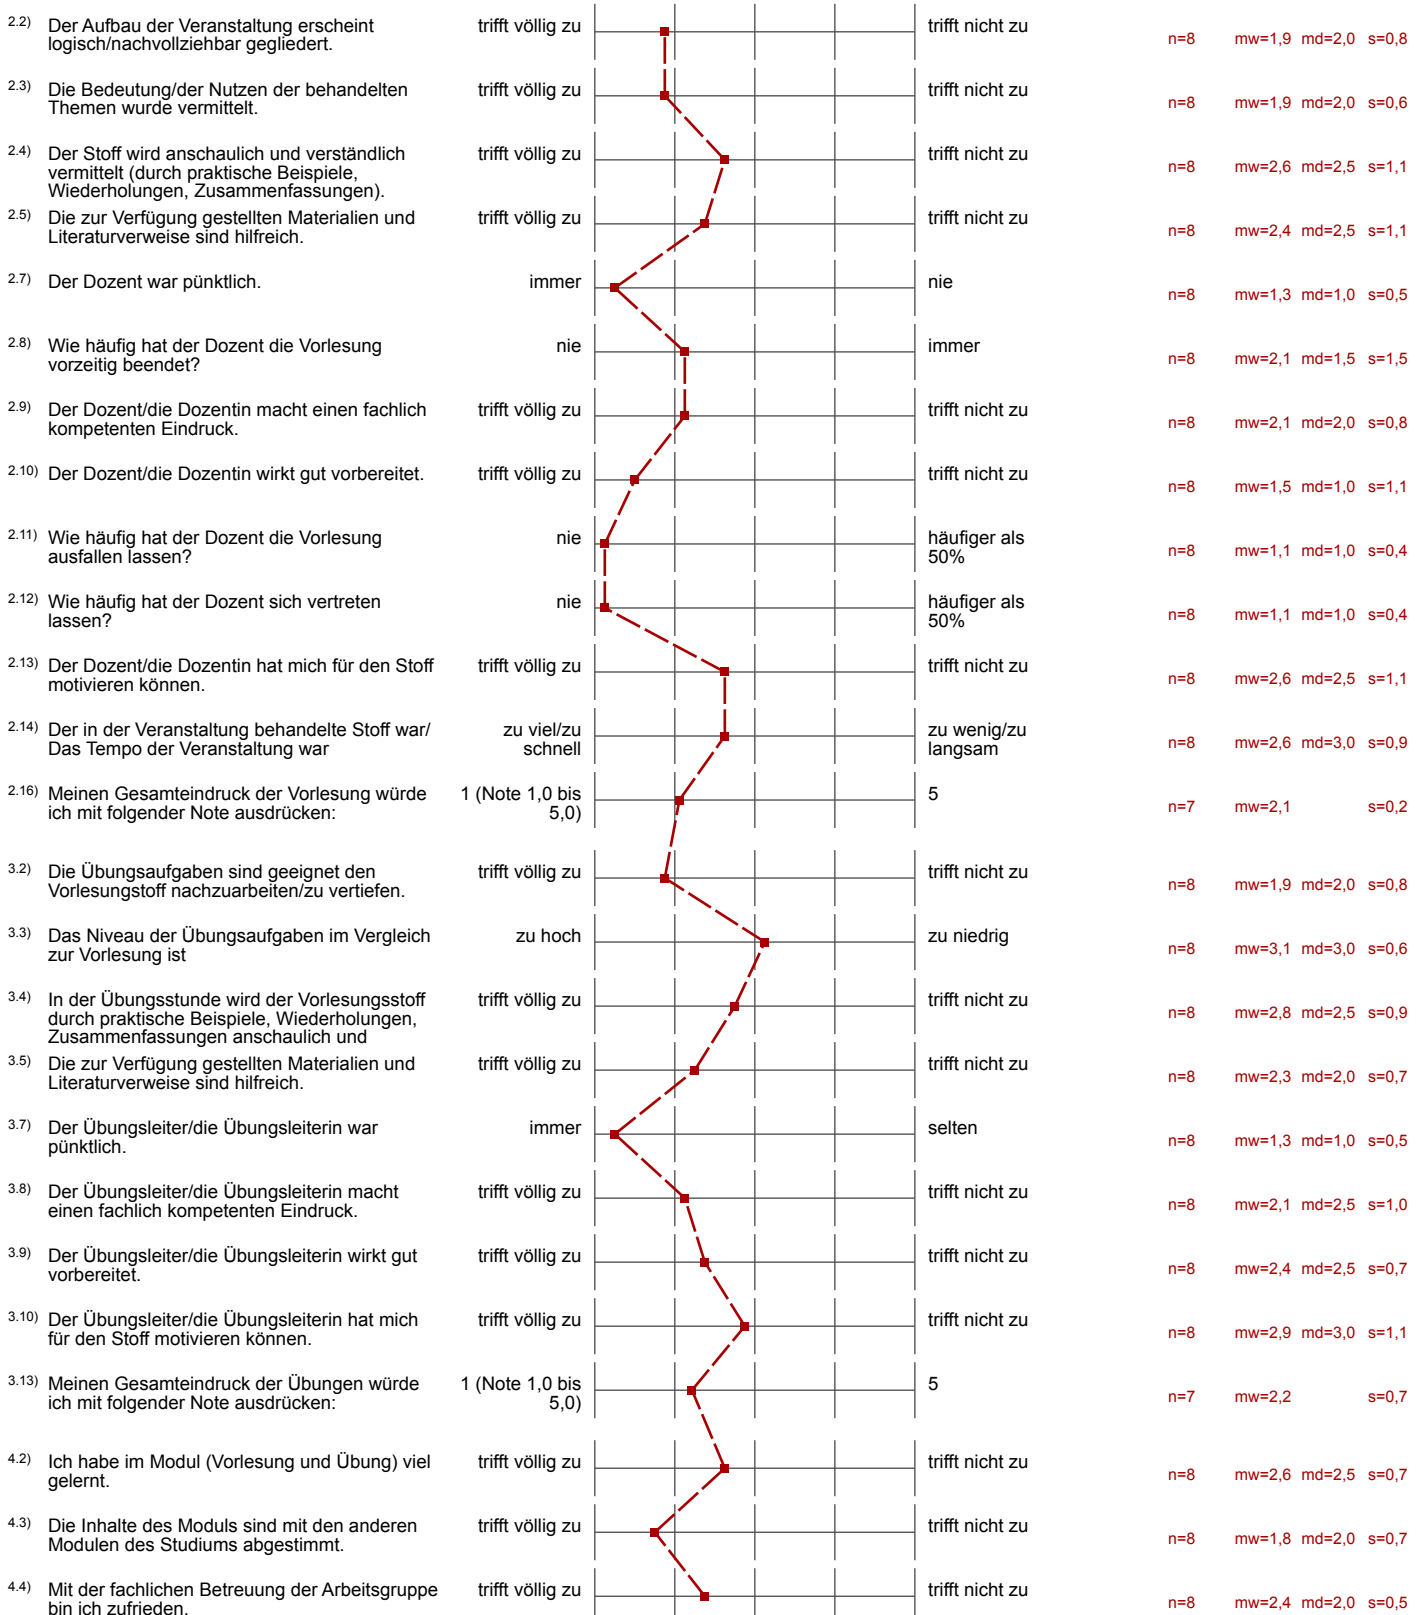 2.2) Der Aufbau der Veranstaltung erscheint trifft völlig zu trifft nicht zu
logisch/nachvollziehbar gegliedert. n=8 mw=1,9 md=2,0 s=0,8
2.3) Die Bedeutung/der Nutzen der behandelten trifft völlig zu trifft nicht zu
Themen wurde vermittelt. n=8 mw=1,9 md=2,0 s=0,6
2.4) Der Stoff wird anschaulich und verständlich trifft völlig zu trifft nicht zu
vermittelt (durch praktische Beispiele, n=8 mw=2,6 md=2,5 s=1,1
Wiederholungen, Zusammenfassungen).
2.5) Die zur Verfügung gestellten Materialien und trifft völlig zu trifft nicht zu
Literaturverweise sind hilfreich. n=8 mw=2,4 md=2,5 s=1,1
2.7) Der Dozent war pünktlich. immer nie
n=8 mw=1,3 md=1,0 s=0,5
2.8) Wie häufig hat der Dozent die Vorlesung nie immer
vorzeitig beendet? n=8 mw=2,1 md=1,5 s=1,5
2.9) Der Dozent/die Dozentin macht einen fachlich trifft völlig zu trifft nicht zu
kompetenten Eindruck. n=8 mw=2,1 md=2,0 s=0,8
2.10) Der Dozent/die Dozentin wirkt gut vorbereitet. trifft völlig zu trifft nicht zu
n=8 mw=1,5 md=1,0 s=1,1
2.11) Wie häufig hat der Dozent die Vorlesung nie häufiger als
ausfallen lassen? 50% n=8 mw=1,1 md=1,0 s=0,4
2.12) Wie häufig hat der Dozent sich vertreten nie häufiger als
lassen? 50% n=8 mw=1,1 md=1,0 s=0,4
2.13) Der Dozent/die Dozentin hat mich für den Stoff trifft völlig zu trifft nicht zu
motivieren können. n=8 mw=2,6 md=2,5 s=1,1
2.14) Der in der Veranstaltung behandelte Stoff war/ zu viel/zu zu wenig/zu
Das Tempo der Veranstaltung war schnell langsam n=8 mw=2,6 md=3,0 s=0,9
2.16) Meinen Gesamteindruck der Vorlesung würde 1 (Note 1,0 bis 5
ich mit folgender Note ausdrücken: 5,0) n=7 mw=2,1 s=0,2
3.2) Die Übungsaufgaben sind geeignet den trifft völlig zu trifft nicht zu
Vorlesungstoff nachzuarbeiten/zu vertiefen. n=8 mw=1,9 md=2,0 s=0,8
3.3) Das Niveau der Übungsaufgaben im Vergleich zu hoch zu niedrig
zur Vorlesung ist n=8 mw=3,1 md=3,0 s=0,6
3.4) In der Übungsstunde wird der Vorlesungsstoff trifft völlig zu trifft nicht zu
durch praktische Beispiele, Wiederholungen, n=8 mw=2,8 md=2,5 s=0,9
Zusammenfassungen anschaulich und
3.5) Die zur Verfügung gestellten Materialien und trifft völlig zu trifft nicht zu
Literaturverweise sind hilfreich. n=8 mw=2,3 md=2,0 s=0,7
3.7) Der Übungsleiter/die Übungsleiterin war immer selten
pünktlich. n=8 mw=1,3 md=1,0 s=0,5
3.8) Der Übungsleiter/die Übungsleiterin macht trifft völlig zu trifft nicht zu
einen fachlich kompetenten Eindruck. n=8 mw=2,1 md=2,5 s=1,0
3.9) Der Übungsleiter/die Übungsleiterin wirkt gut trifft völlig zu trifft nicht zu
vorbereitet. n=8 mw=2,4 md=2,5 s=0,7
3.10) Der Übungsleiter/die Übungsleiterin hat mich trifft völlig zu trifft nicht zu
für den Stoff motivieren können. n=8 mw=2,9 md=3,0 s=1,1
3.13) Meinen Gesamteindruck der Übungen würde 1 (Note 1,0 bis 5
ich mit folgender Note ausdrücken: 5,0) n=7 mw=2,2 s=0,7
4.2) Ich habe im Modul (Vorlesung und Übung) viel trifft völlig zu trifft nicht zu
gelernt. n=8 mw=2,6 md=2,5 s=0,7
4.3) Die Inhalte des Moduls sind mit den anderen trifft völlig zu trifft nicht zu
Modulen des Studiums abgestimmt. n=8 mw=1,8 md=2,0 s=0,7
4.4) Mit der fachlichen Betreuung der Arbeitsgruppe trifft völlig zu trifft nicht zu
bin ich zufrieden. n=8 mw=2,4 md=2,0 s=0,5